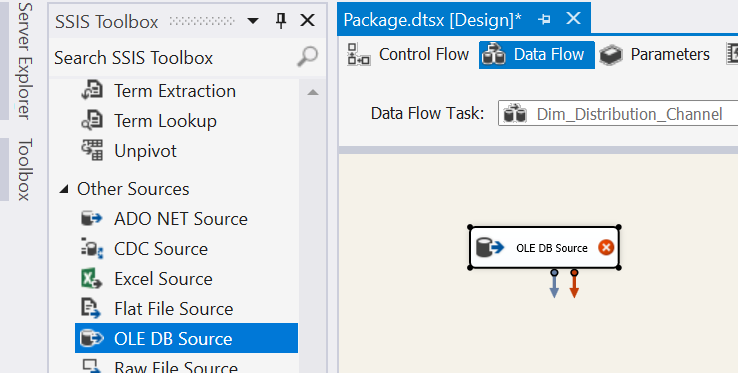 Server Explorer
Toolbox
SSIS Toolbox
Search SSIS Toolbox
Term Extraction
Term Lookup
Unpivot
Other Sources
ADO NET Source
CDC Source
Excel Source
Flat File Source
OLE DB Source
Raw File Source
Package.dtsx [Design]*
Control Flow
Data Flow
Parameters
Data Flow Task:
Dim_Distribution_Channel
OLE DB Source